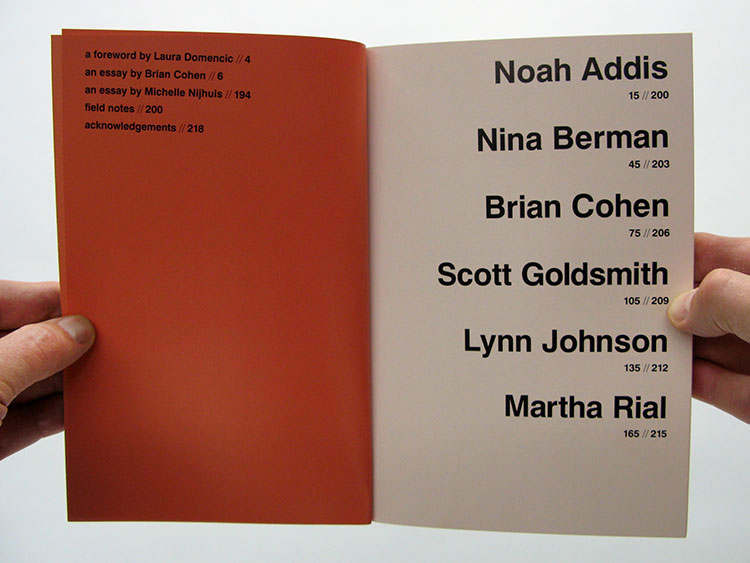 a foreword by Laura Domencic // 4
an essay by Brian Cohen // 6
an essay by Michelle Nijhuis // 194
field notes // 200
acknowledgements // 218
Noah Addis
15 // 200
Nina Berman
45 // 203
Brian Cohen
75 // 206
Scott Goldsmith
105 // 209
Lynn Johnson
135 // 212
Martha Rial
165 // 215